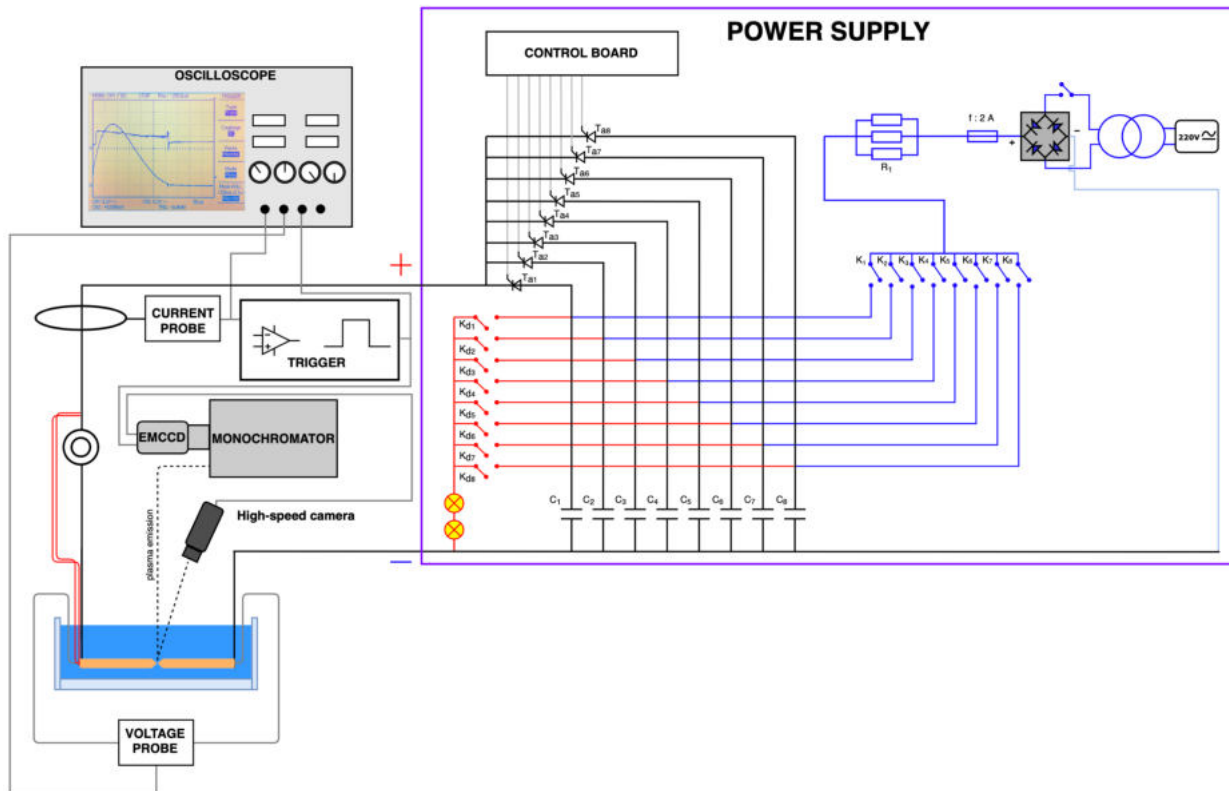 POWER SUPPLY
CONTROL BOARD
OSCILLOSCOPE
Ta8
Ta7
Ta6
Ta5
Ta4
Ta3
Ta2
Ta1
f : 2 A
R1
+
−
220V
K1
K2
K3
K4
K5
K6
K7
K8
+
CURRENT
PROBE
TRIGGER
Kd1
Kd2
Kd3
Kd4
Kd5
Kd6
Kd7
Kd8
EMCCD
MONOCHROMATOR
High-speed camera
plasma emission
C1
C2
C3
C4
C5
C6
C7
C8
−
VOLTAGE
PROBE